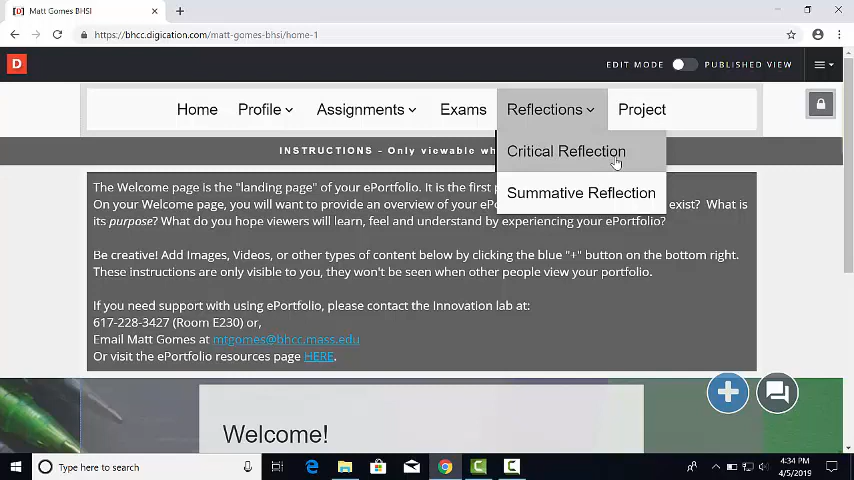 [D] Matt Gomes BHSI
https://bhcc.digication.com/matt-gomes-bhsi/home-1
D
EDIT MODE
PUBLISHED VIEW
Home
Profile
Assignments
Exams
Reflections
Project
Critical Reflection
Summative Reflection
INSTRUCTIONS - Only viewable w
The Welcome page is the "landing page" of your ePortfolio. It is the first p
On your Welcome page, you will want to provide an overview of your eP exist? What is
its purpose? What do you hope viewers will learn, feel and understand by experiencing your ePortfolio?
Be creative! Add Images, Videos, or other types of content below by clicking the blue "+" button on the bottom right.
These instructions are only visible to you, they won't be seen when other people view your portfolio.
If you need support with using ePortfolio, please contact the Innovation lab at:
617-228-3427 (Room E230) or,
Email Matt Gomes at mtgomes@bhcc.mass.edu
Or visit the ePortfolio resources page HERE.
Welcome!
Type here to search
4:34 PM
4/5/2019